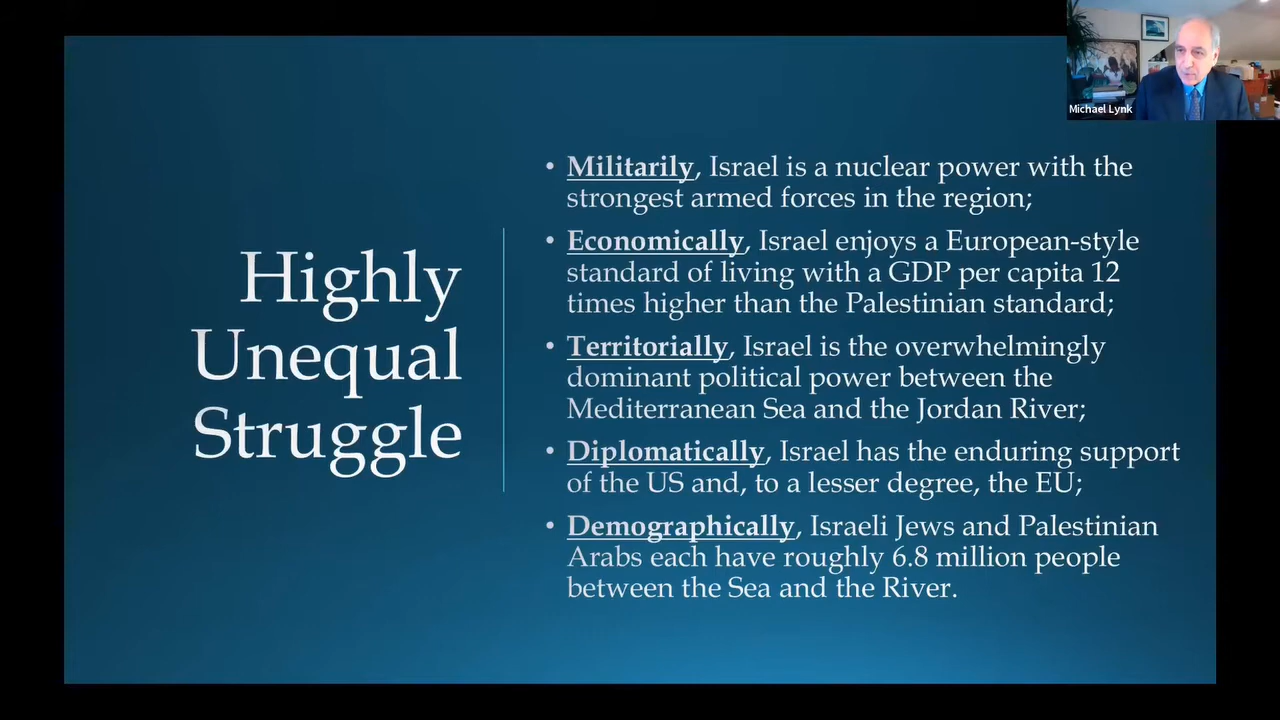 Michael Lynk
Highly
Unequal
Struggle
• Militarily, Israel is a nuclear power with the
strongest armed forces in the region;
• Economically, Israel enjoys a European-style
standard of living with a GDP per capita 12
times higher than the Palestinian standard;
• Territorially, Israel is the overwhelmingly
dominant political power between the
Mediterranean Sea and the Jordan River;
• Diplomatically, Israel has the enduring support
of the US and, to a lesser degree, the EU;
• Demographically, Israeli Jews and Palestinian
Arabs each have roughly 6.8 million people
between the Sea and the River.